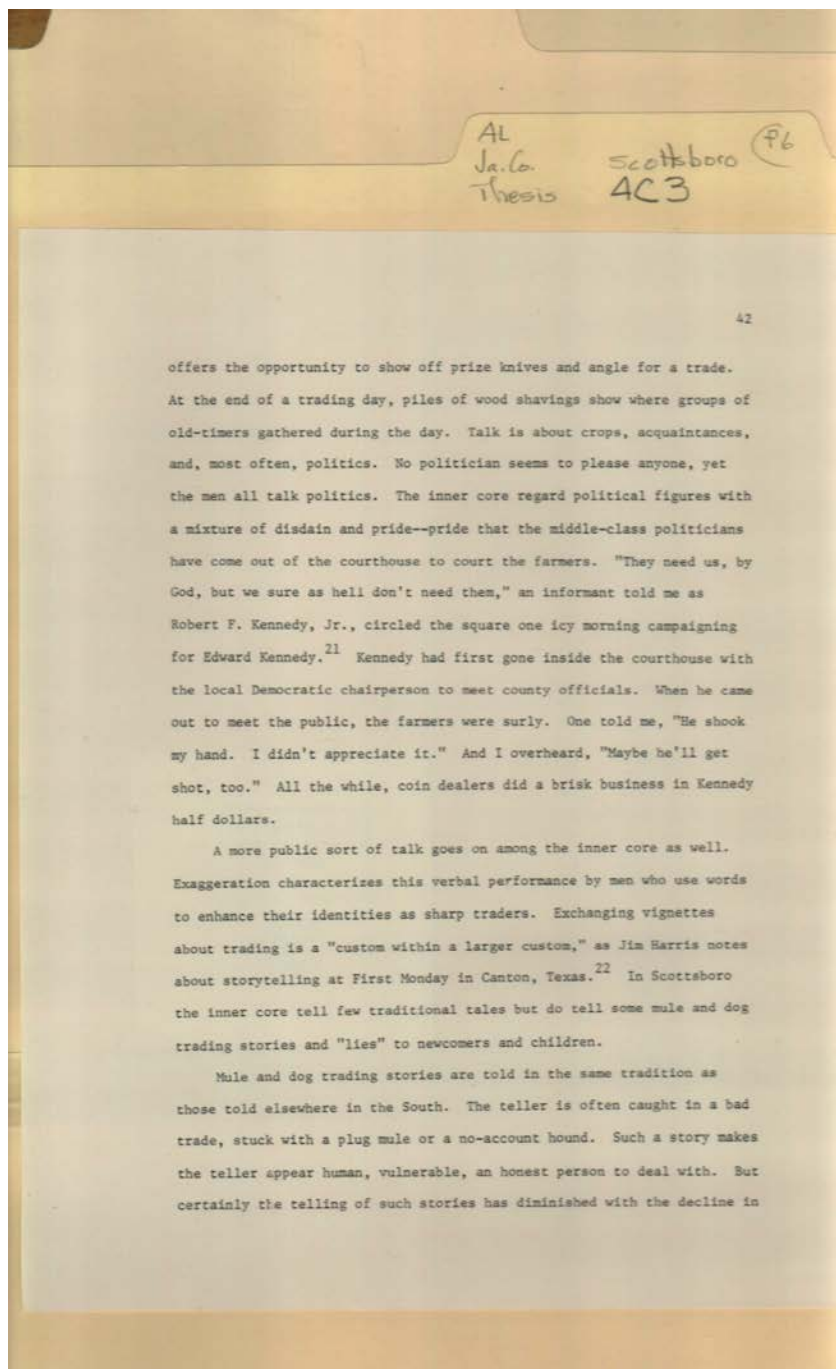 AL
Ja. Co.
Thesis
Scottsboro
4C3
P6
42
offers the opportunity to show off prize knives and angle for a trade.
At the end of a trading day, piles of wood shavings show where groups of
old-timers gathered during the day. Talk is about crops, acquaintances,
and, most often, politics. No politician seems to please anyone, yet
the men all talk politics. The inner core regard political figures with
a mixture of disdain and pride--pride that the middle-class politicians
have come out of the courthouse to court the farmers. "They need us, by
God, but we sure as hell don't need them," an informant told me as
Robert F. Kennedy, Jr., circled the square one icy morning campaigning
for Edward Kennedy.21 Kennedy had first gone inside the courthouse with
the local Democratic chairperson to meet county officials. When he came
out to meet the public, the farmers were surly. One told me, "He shook
my hand. I didn't appreciate it." And I overheard, "Maybe he'll get
shot, too." All the while, coin dealers did a brisk business in Kennedy
half dollars.
A more public sort of talk goes on among the inner core as well.
Exaggeration characterizes this verbal performance by men who use words
to enhance their identities as sharp traders. Exchanging vignettes
about trading is a "custom within a larger custom," as Jim Harris notes
about storytelling at First Monday in Canton, Texas.22 In Scottsboro
the inner core tell few traditional tales but do tell some mule and dog
trading stories and "lies" to newcomers and children.
Mule and dog trading stories are told in the same tradition as
those told elsewhere in the South. The teller is often caught in a bad
trade, stuck with a plug mule or a no-account hound. Such a story makes
the teller appear human, vulnerable, an honest person to deal with. But
certainly the telling of such stories has diminished with the decline in